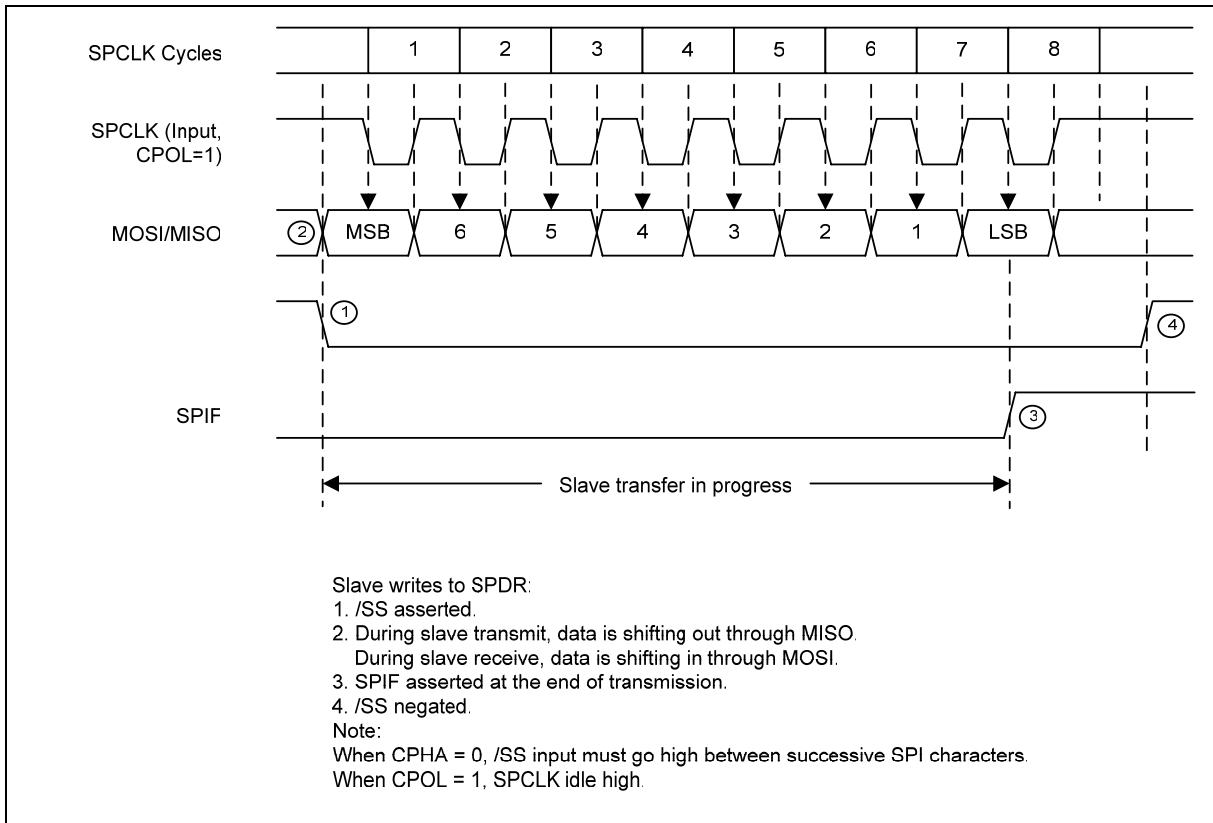 SPCLK Cycles
1 2 3 4 5 6 7 8
SPCLK (Input,
CPOL=1)
MOSI/MISO
2 MSB 6 5 4 3 2 1 LSB
1
4
SPIF
3
Slave transfer in progress
Slave writes to SPDR:
1. /SS asserted.
2. During slave transmit, data is shifting out through MISO.
During slave receive, data is shifting in through MOSI.
3. SPIF asserted at the end of transmission.
4. /SS negated.
Note:
When CPHA = 0, /SS input must go high between successive SPI characters.
When CPOL = 1, SPCLK idle high.